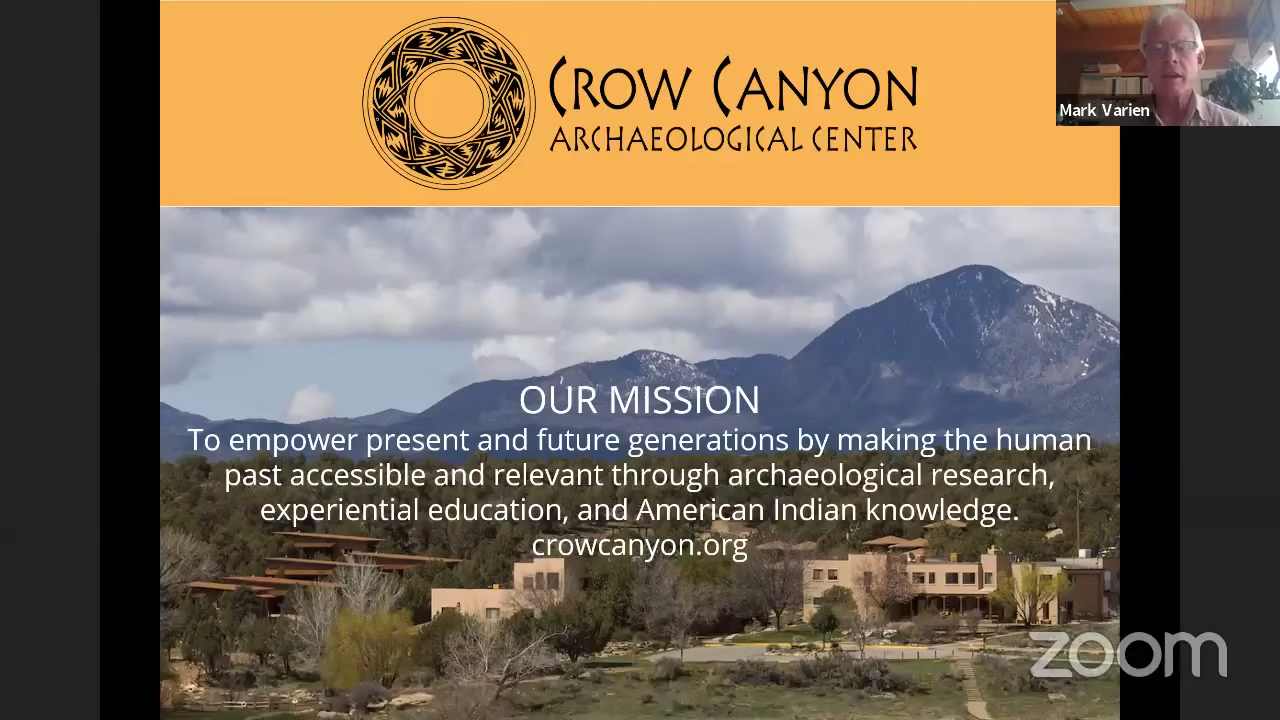 CROW CANYON
ARCHAEOLOGICAL CENTER
Mark Varien
OUR MISSION
To empower present and future generations by making the human
past accessible and relevant through archaeological research,
experiential education, and American Indian knowledge.
crowcanyon.org
zoom